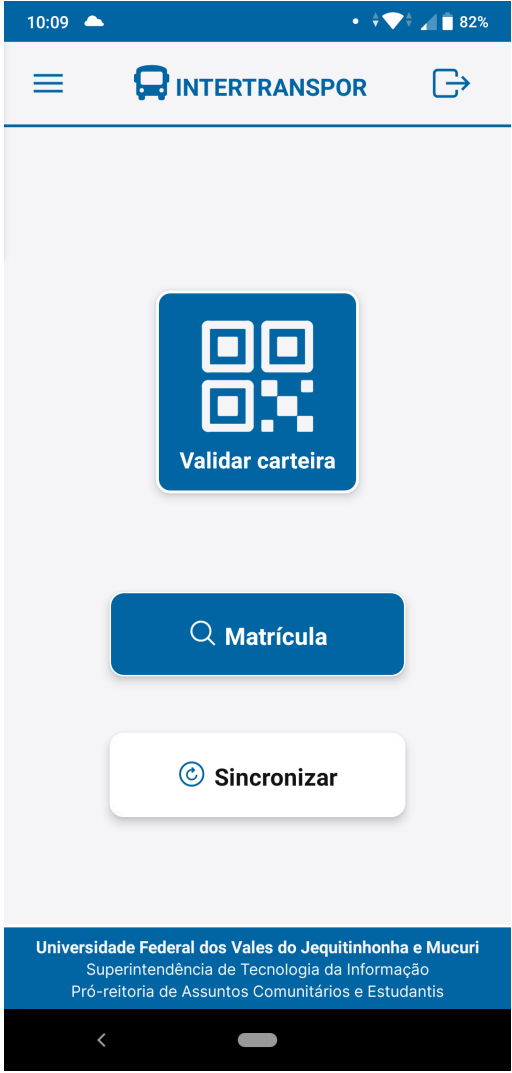 10:09
82%
INTERTRANSPOR
Validar carteira
Matrícula
Sincronizar
Universidade Federal dos Vales do Jequitinhonha e Mucuri
Superintendência de Tecnologia da Informação
Pró-reitoria de Assuntos Comunitários e Estudantis